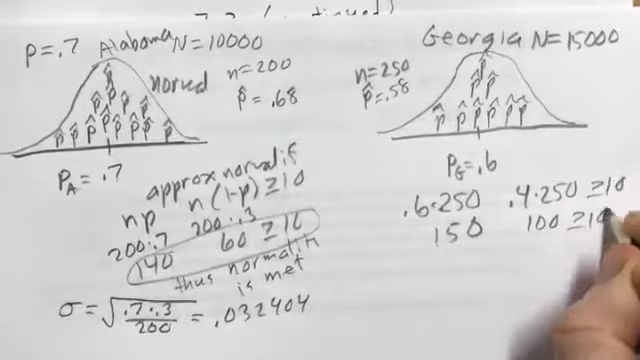 p = .7 Alabama N=10000
normal n=200
p̂ = .68
p̂
p̂ p̂ p̂
p̂ p̂ p̂ p̂ p̂ p̂ p̂
P_A = .7
approx normal if
np n(1-p) ≥10
200·.7 200·.3
140 60 ≥10
thus normality
is met
σ = √(.7·.3/200) = .032404
Georgia N=15000
n=250
p̂=.58
p̂
p̂ p̂
p̂ p̂ p̂ p̂ p̂
P_G = .6
.6·250 .4·250 ≥10
150 100 ≥10